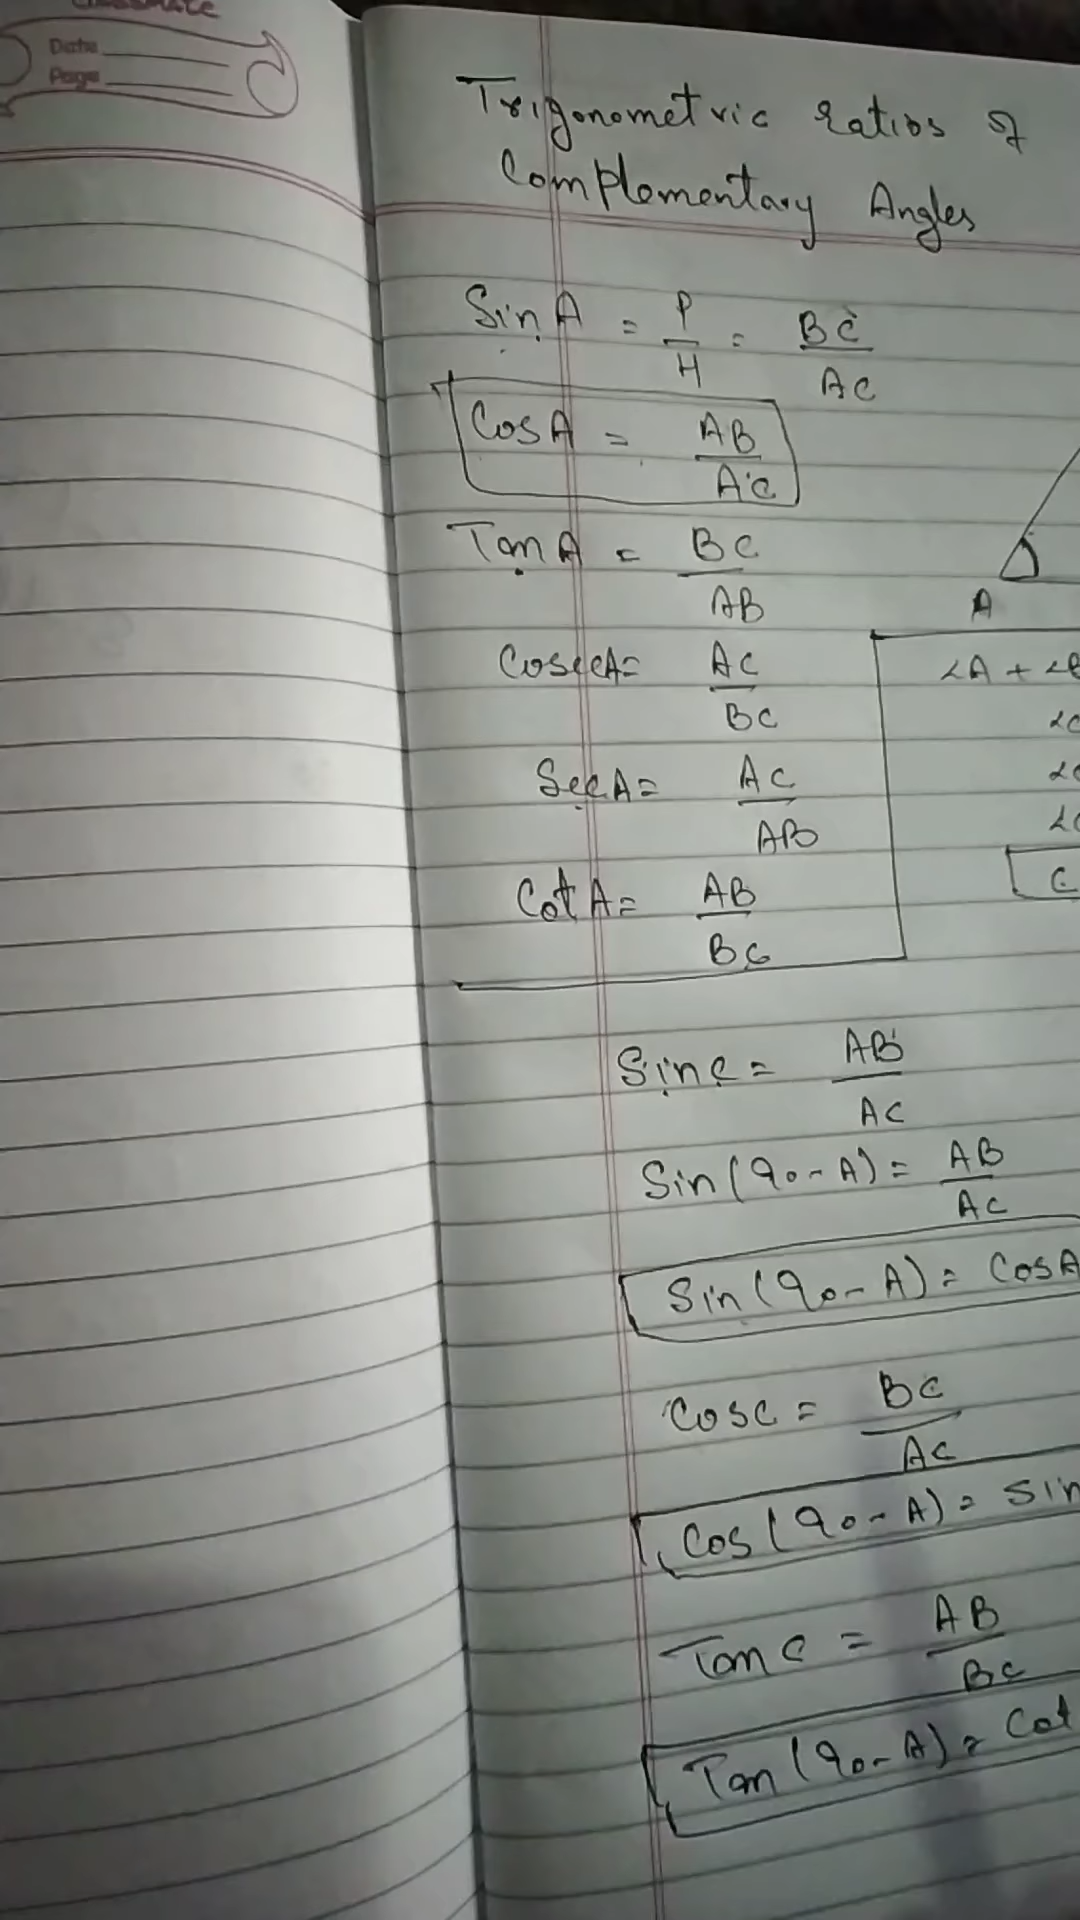 classmate
Date
Page
Trigonometric ratios of
Complementary Angles
Sin A = P/H = BC/AC
Cos A = AB/AC
Tan A = BC/AB
A
Cosec A = AC/BC
∠A + ∠B
∠C
Sec A = AC/AB
∠C
∠C
Cot A = AB/BC
C
Sin C = AB/AC
Sin (90 - A) = AB/AC
Sin (90 - A) = Cos A
Cos C = BC/AC
Cos (90 - A) = Sin
Tan C = AB/BC
Tan (90 - A) = Cot